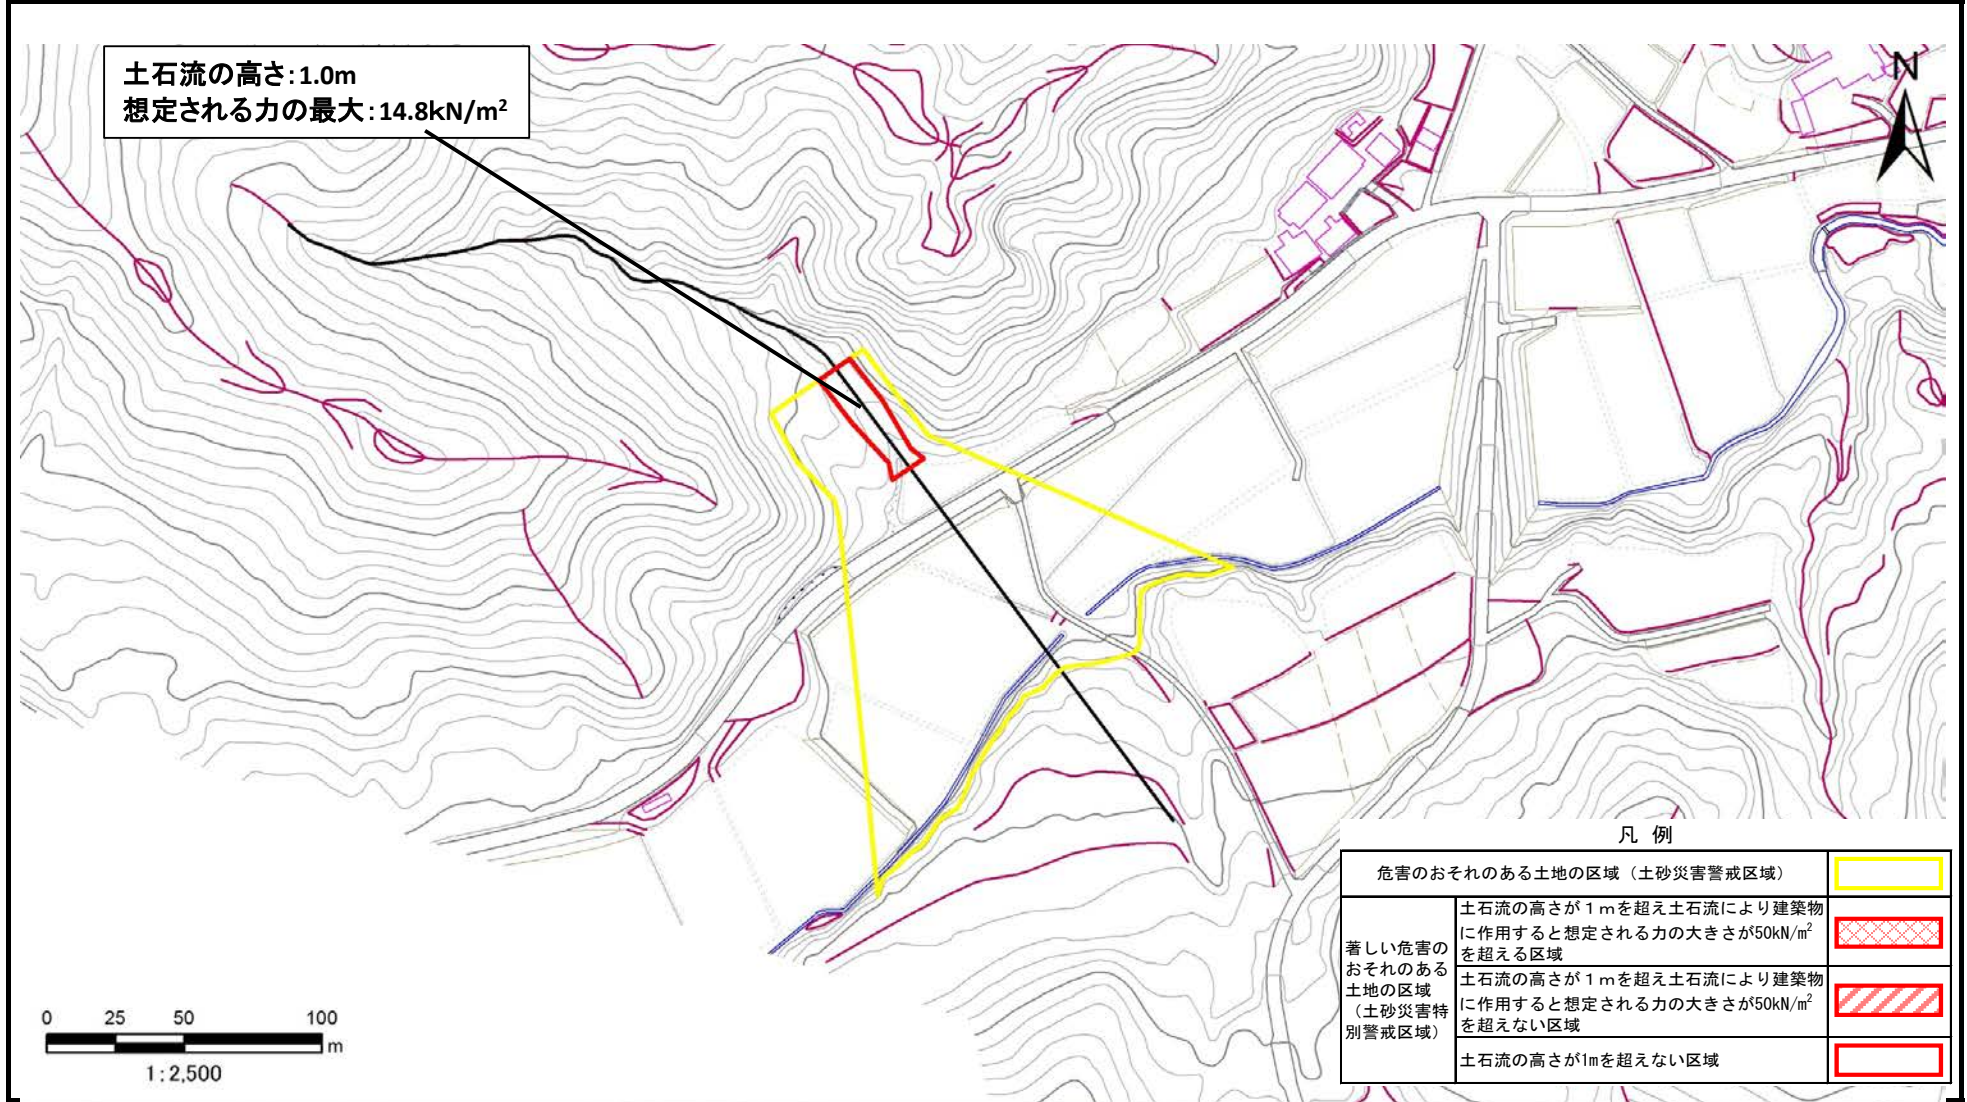 土石流の高さ:1.0m
想定される力の最大:14.8kN/m²
N
凡 例
危害のおそれのある土地の区域（土砂災害警戒区域）
著しい危害の
おそれのある
土地の区域
（土砂災害特
別警戒区域）
土石流の高さが１ｍを超え土石流により建築物
に作用すると想定される力の大きさが50kN/㎡
を超える区域
土石流の高さが１ｍを超え土石流により建築物
に作用すると想定される力の大きさが50kN/㎡
を超えない区域
土石流の高さが1mを超えない区域
0 25 50 100
m
1:2,500